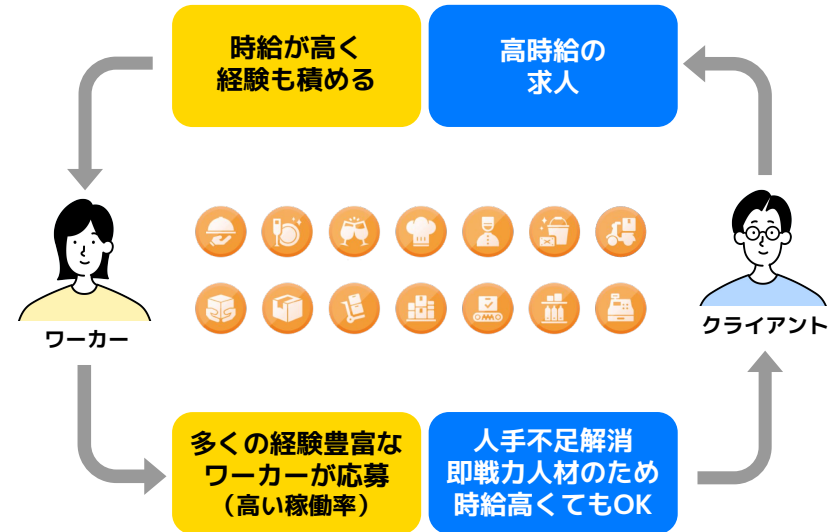 時給が高く
経験も積める
高時給の
求人
ワーカー
クライアント
多くの経験豊富な
ワーカーが応募
（高い稼働率）
人手不足解消
即戦力人材のため
時給高くてもOK